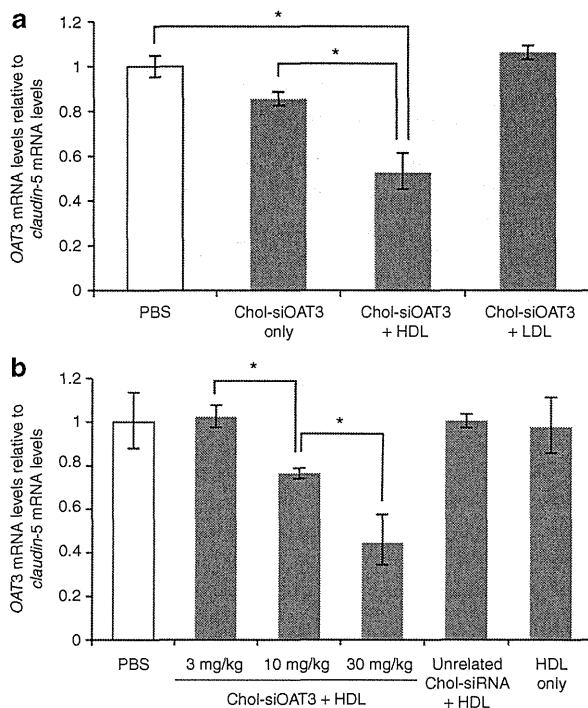 a
OAT3 mRNA levels relative to
claudin-5 mRNA levels
1.2
1
0.8
0.6
0.4
0.2
0
*
*
PBS
Chol-siOAT3
only
Chol-siOAT3
+ HDL
Chol-siOAT3
+ LDL
b
OAT3 mRNA levels relative to
claudin-5 mRNA levels
1.2
1
0.8
0.6
0.4
0.2
0
*
*
PBS
3 mg/kg
10 mg/kg
30 mg/kg
Chol-siOAT3 + HDL
Unrelated
Chol-siRNA
+ HDL
HDL
only